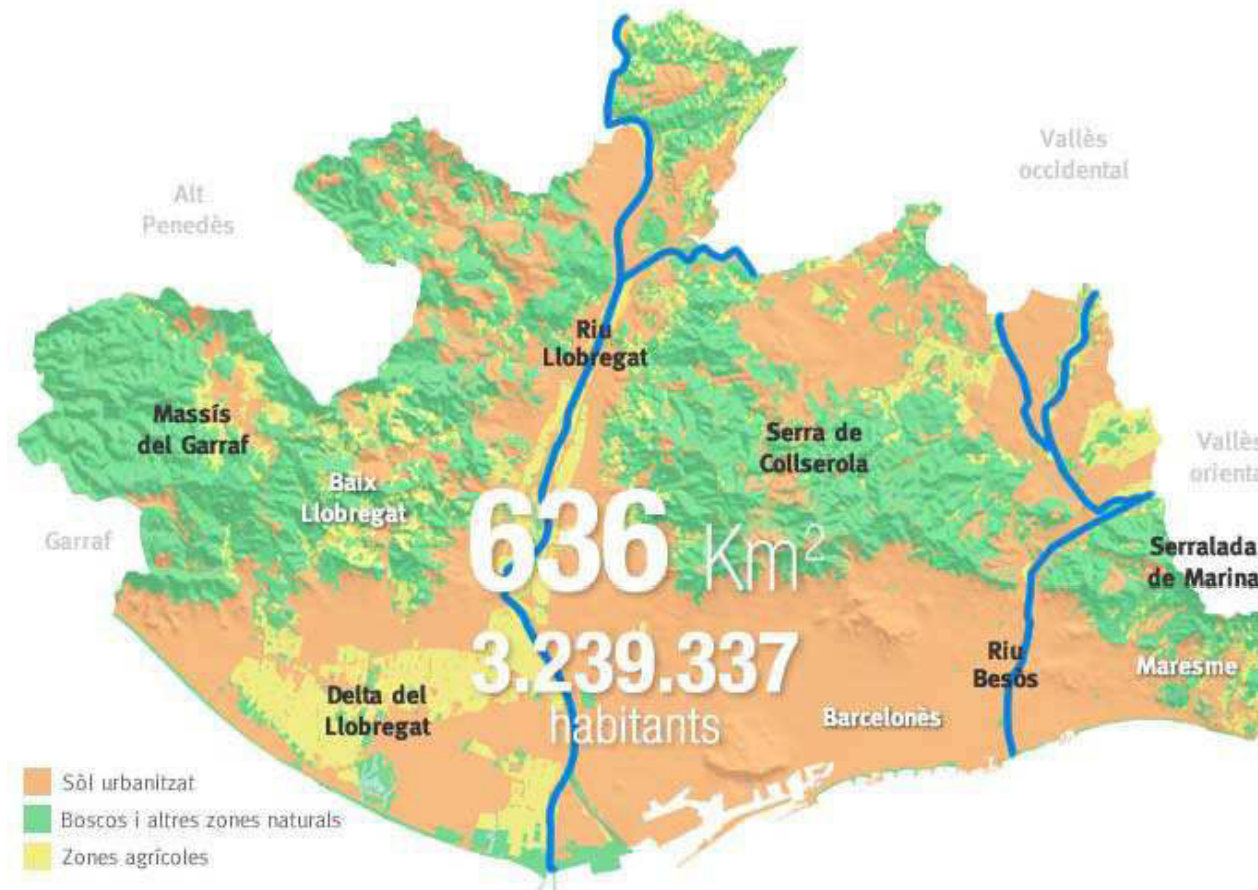 Vallès
occidental
Alt
Penedès
Riu
Llobregat
Massís
del Garraf
Serra de
Collserola
Vallès
Baix
Llobregat
Garraf
636 Km²
Serralada
de Marina
3.239.337
habitants
Riu
Besòs
Maresme
Delta del
Llobregat
Barcelonès
Sòl urbanitzat
Boscos i altres zones naturals
Zones agrícoles